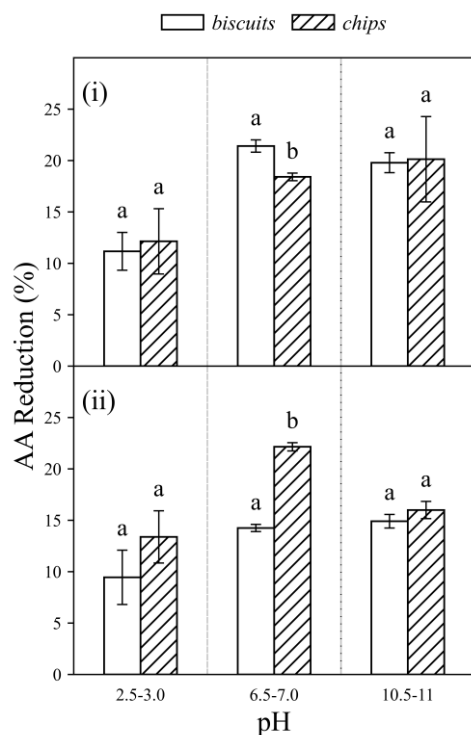 biscuits chips
(i)
a a a b a a
25
20
15
10
5
0
AA Reduction (%)
(ii)
a a a b a a
25
20
15
10
5
0
2.5-3.0 6.5-7.0 10.5-11
pH